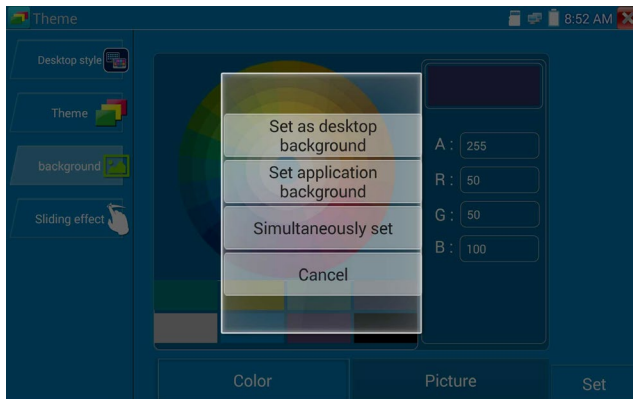 Theme
8:52 AM
Desktop style
Theme
background
Sliding effect
Set as desktop
background
Set application
background
Simultaneously set
Cancel
A : 255
R : 50
G : 50
B : 100
Color
Picture
Set